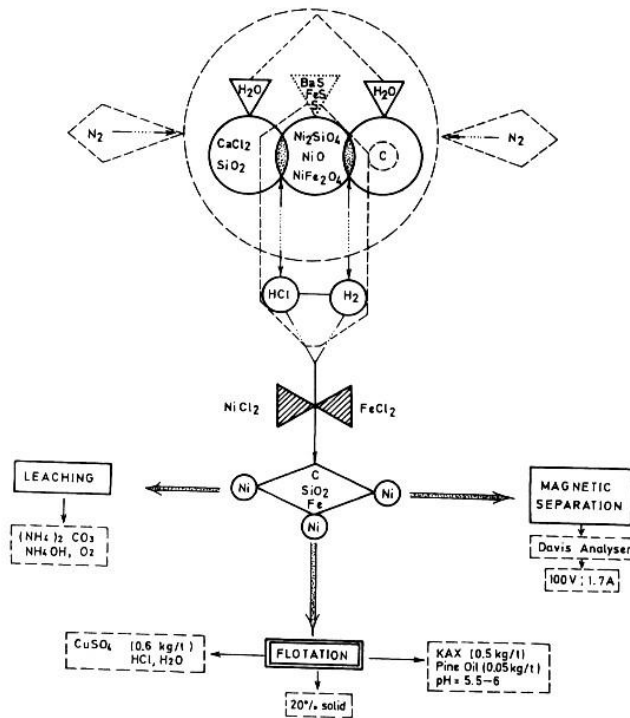 BaS
FeS
S
H2O
H2O
N2
N2
CaCl2
SiO2
Ni2SiO4
NiO
NiFe2O4
C
HCl
H2
NiCl2
FeCl2
C
SiO2
Fe
Ni
Ni
Ni
LEACHING
(NH4)2 CO3
NH4OH, O2
MAGNETIC
SEPARATION
Davis Analyser
100V; 1.7A
CuSO4 (0.6 kg/t)
HCl, H2O
FLOTATION
KAX (0.5 kg/t)
Pine Oil (0.05 kg/t)
pH = 5.5–6
20% solid